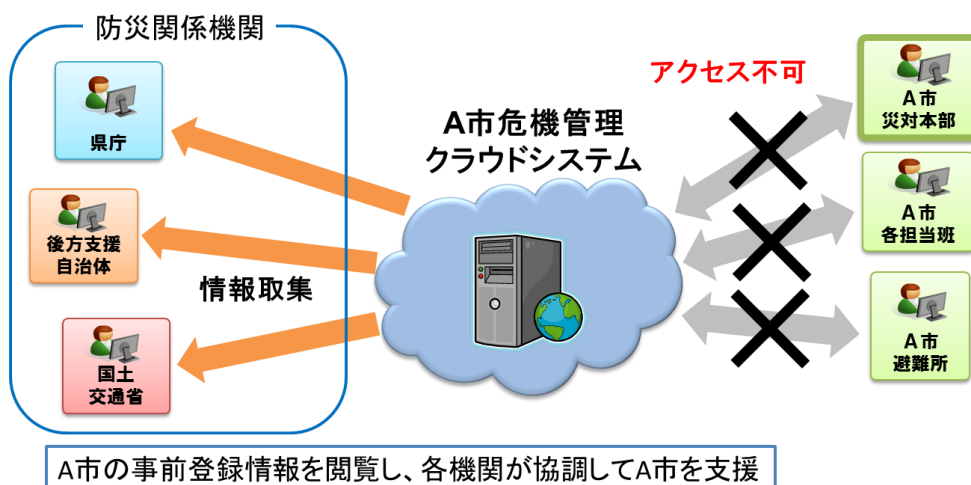 防災関係機関
県庁
後方支援
自治体
国土
交通省
情報取集
A市危機管理
クラウドシステム
アクセス不可
A市
災対本部
A市
各担当班
A市
避難所
A市の事前登録情報を閲覧し、各機関が協調してA市を支援